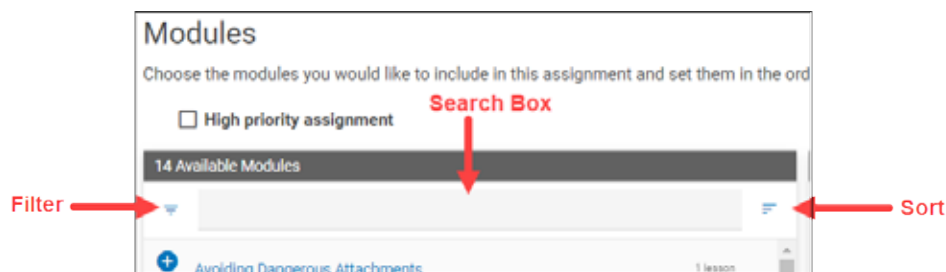 Modules
Choose the modules you would like to include in this assignment and set them in the ord
Search Box
High priority assignment
14 Available Modules
Filter
Sort
Avoiding Dangerous Attachments
1 lesson